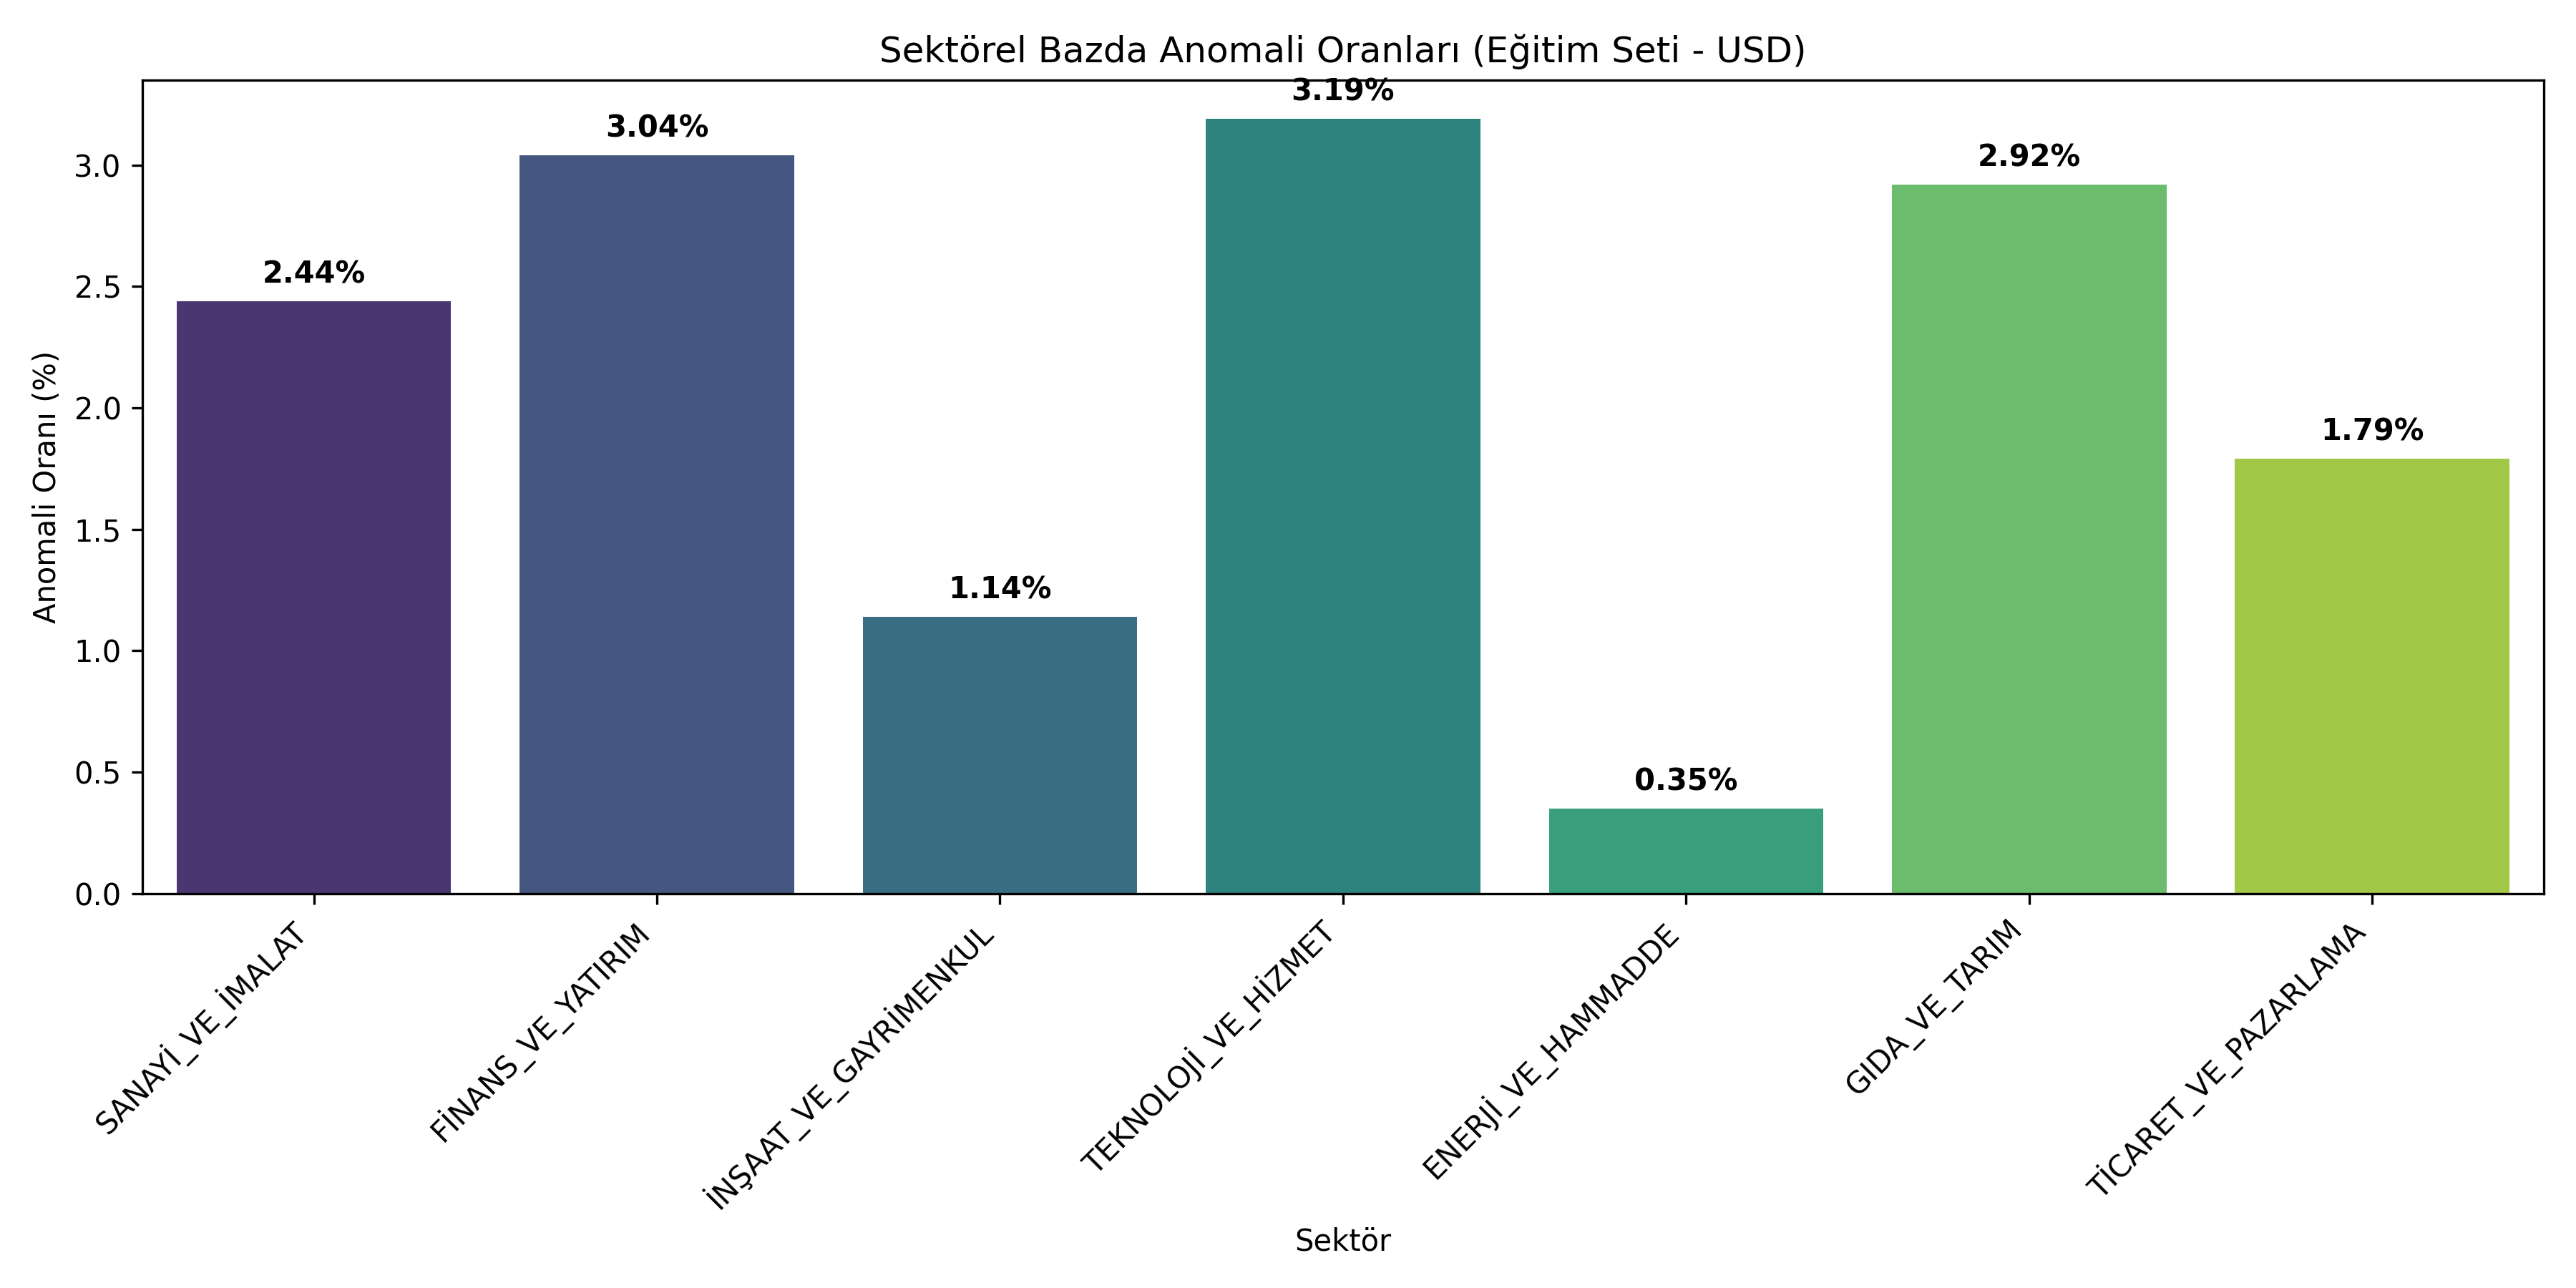 Sektörel Bazda Anomali Oranları (Eğitim Seti - USD)
3.19%
3.04%
2.92%
2.44%
1.79%
1.14%
0.35%
Anomali Oranı (%)
3.0
2.5
2.0
1.5
1.0
0.5
0.0
SANAYİ_VE_İMALAT
FİNANS_VE_YATIRIM
İNŞAAT_VE_GAYRİMENKUL
TEKNOLOJİ_VE_HİZMET
ENERJİ_VE_HAMMADDE
GIDA_VE_TARIM
TİCARET_VE_PAZARLAMA
Sektör